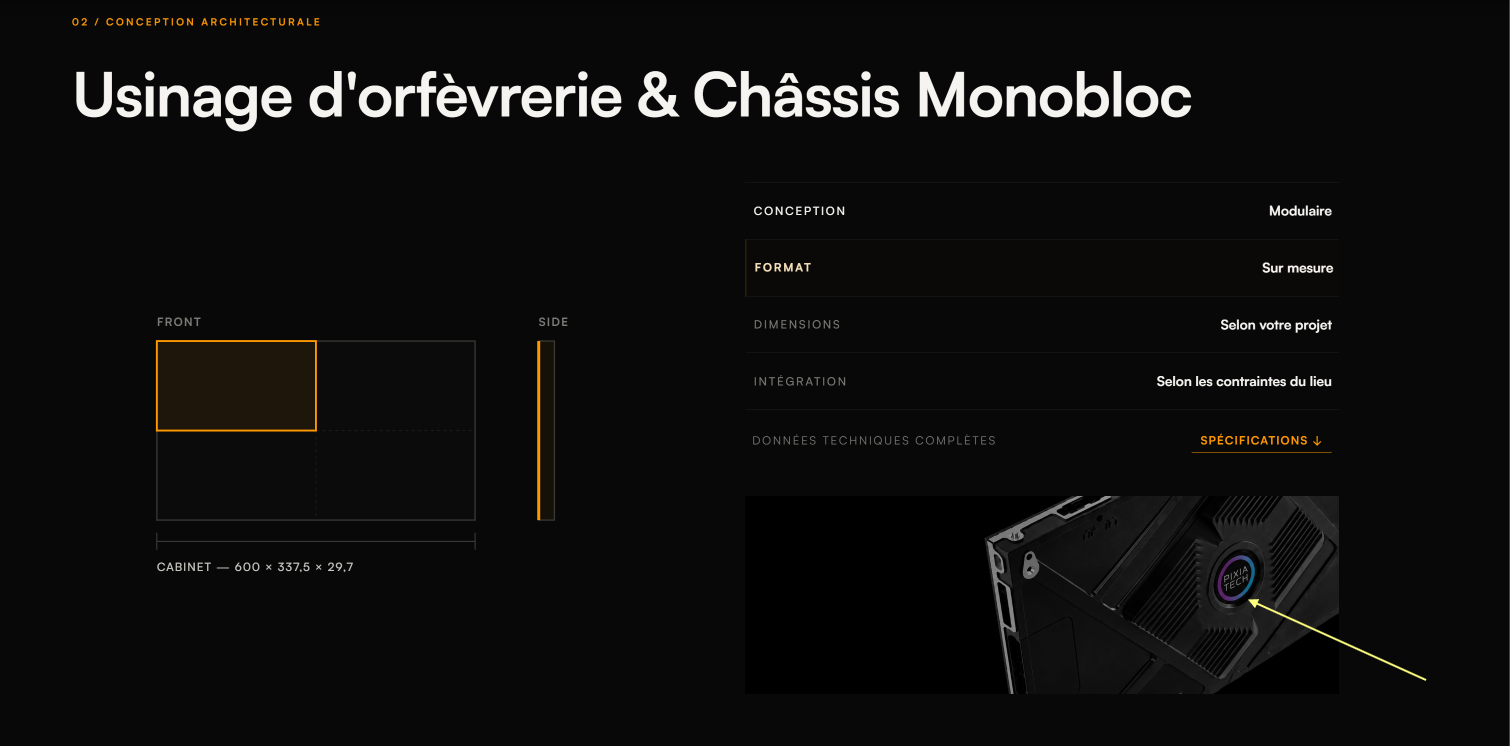 02 / CONCEPTION ARCHITECTURALE
Usinage d'orfèvrerie & Châssis Monobloc
CONCEPTION Modulaire
FORMAT Sur mesure
DIMENSIONS Selon votre projet
INTÉGRATION Selon les contraintes du lieu
DONNÉES TECHNIQUES COMPLÈTES SPÉCIFICATIONS ↓
FRONT SIDE
CABINET — 600 × 337,5 × 29,7
PIXIA
TECH